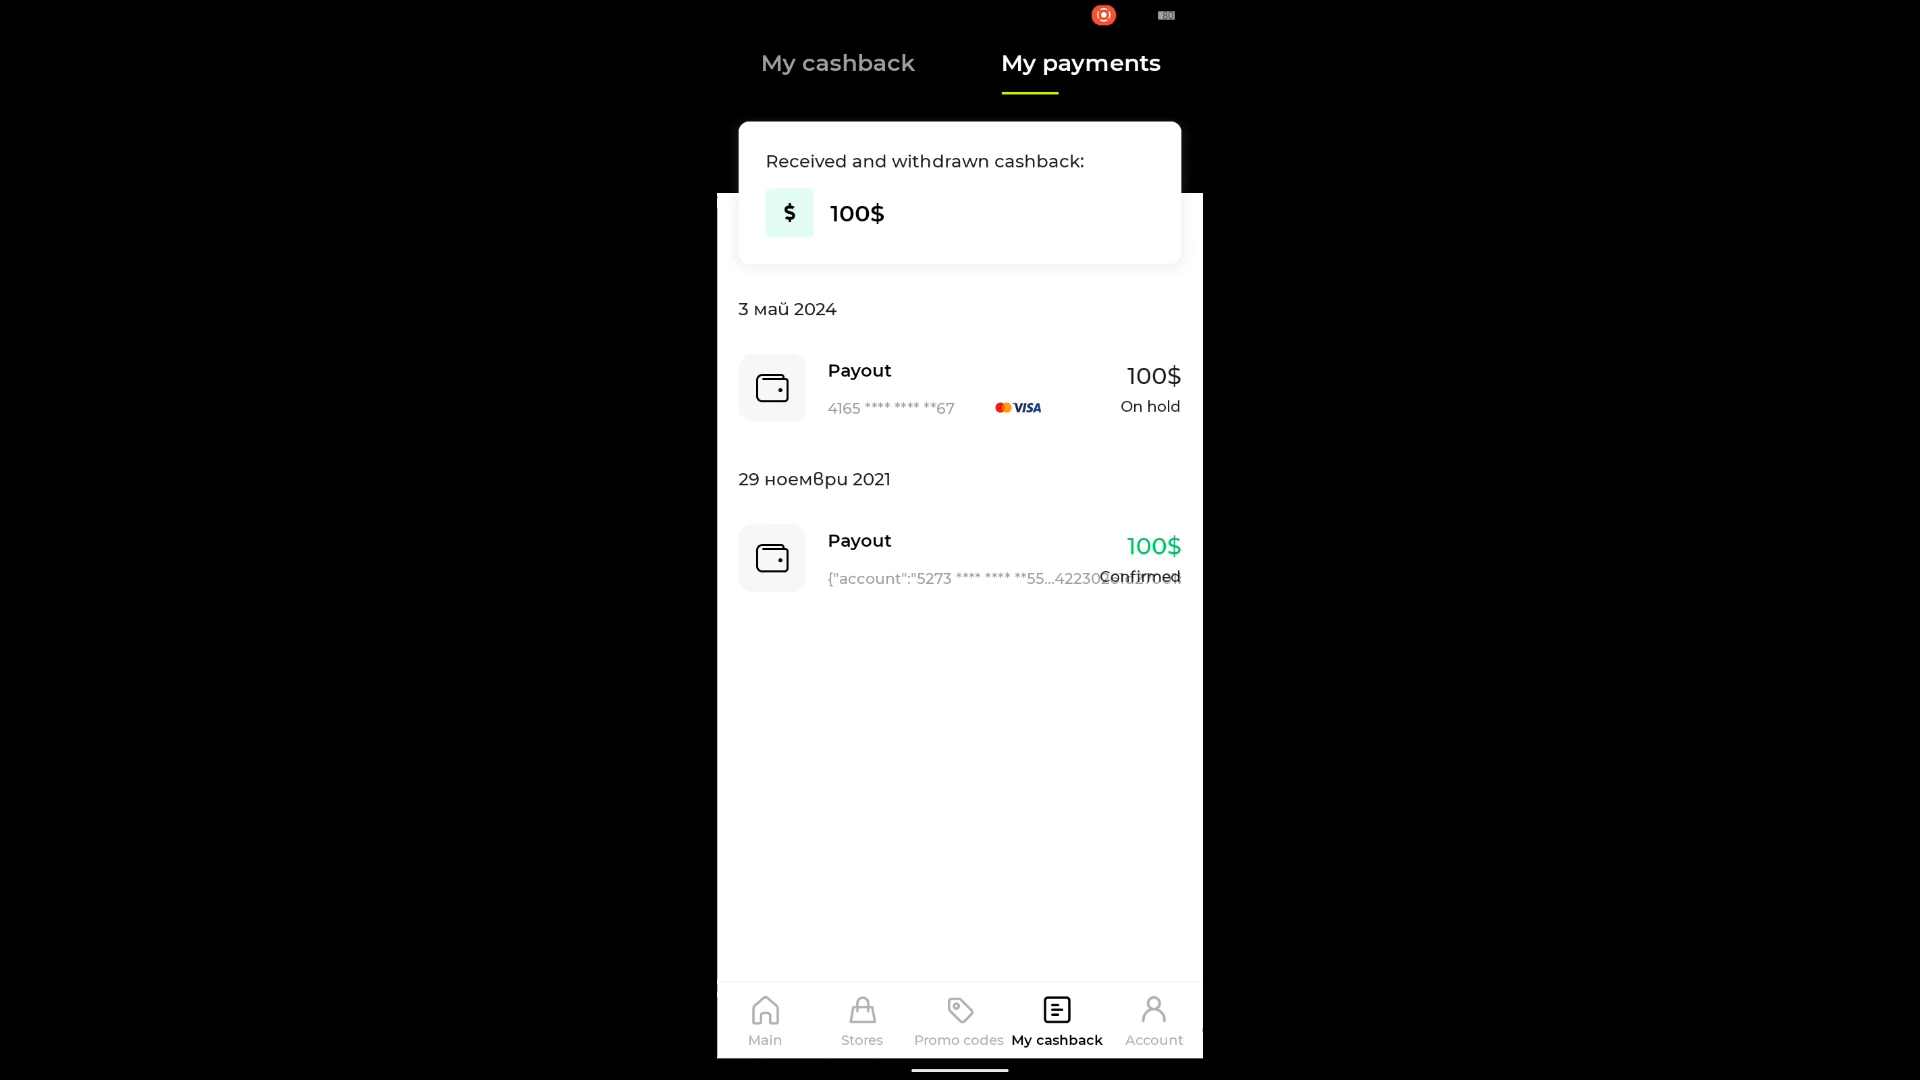 80
My cashback My payments
Received and withdrawn cashback:
$ 100$
3 май 2024
Payout 100$
4165 **** **** **67 VISA On hold
29 ноември 2021
Payout 100$
{"account":"5273 **** **** **55...42230 Confirmed
Main Stores Promo codes My cashback Account